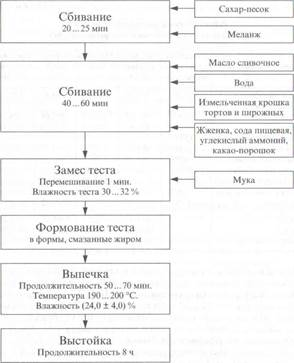 Сбивание
20 ... 25 мин
Сахар-песок
Меланж
Сбивание
40 ... 60 мин
Масло сливочное
Вода
Измельченная крошка
тортов и пирожных
Жженка, сода пищевая,
углекислый аммоний,
какао-порошок
Замес теста
Перемешивание 1 мин.
Влажность теста 30 ... 32 %
Мука
Формование теста
в формы, смазанные жиром
Выпечка
Продолжительность 50 ... 70 мин.
Температура 190 ... 200 °С.
Влажность (24,0 ± 4,0) %
Выстойка
Продолжительность 8 ч